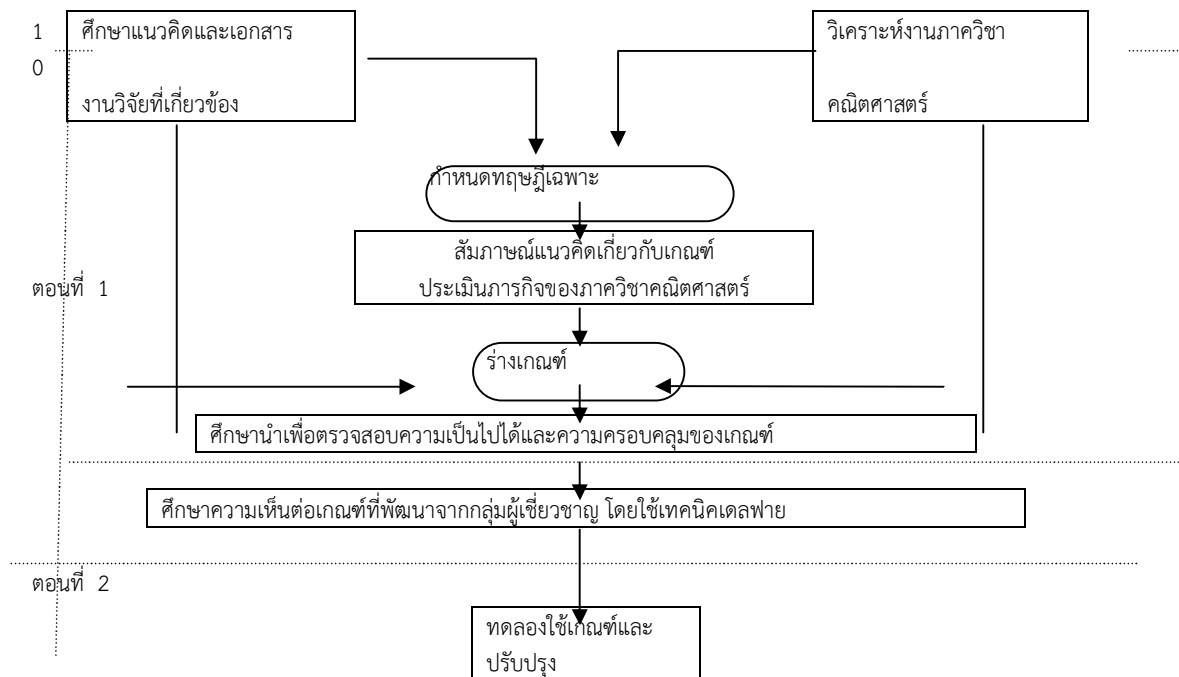 1
0
ศึกษาแนวคิดและเอกสาร
งานวิจัยที่เกี่ยวข้อง
วิเคราะห์งานภาควิชา
คณิตศาสตร์
กำหนดทฤษฎีเฉพาะ
สัมภาษณ์แนวคิดเกี่ยวกับเกณฑ์
ประเมินภารกิจของภาควิชาคณิตศาสตร์
ตอนที่ 1
ร่างเกณฑ์
ศึกษานำเพื่อตรวจสอบความเป็นไปได้และความครอบคลุมของเกณฑ์
ศึกษาความเห็นต่อเกณฑ์ที่พัฒนาจากกลุ่มผู้เชี่ยวชาญ โดยใช้เทคนิคเดลฟาย
ตอนที่ 2
ทดลองใช้เกณฑ์และ
ปรับปรุง